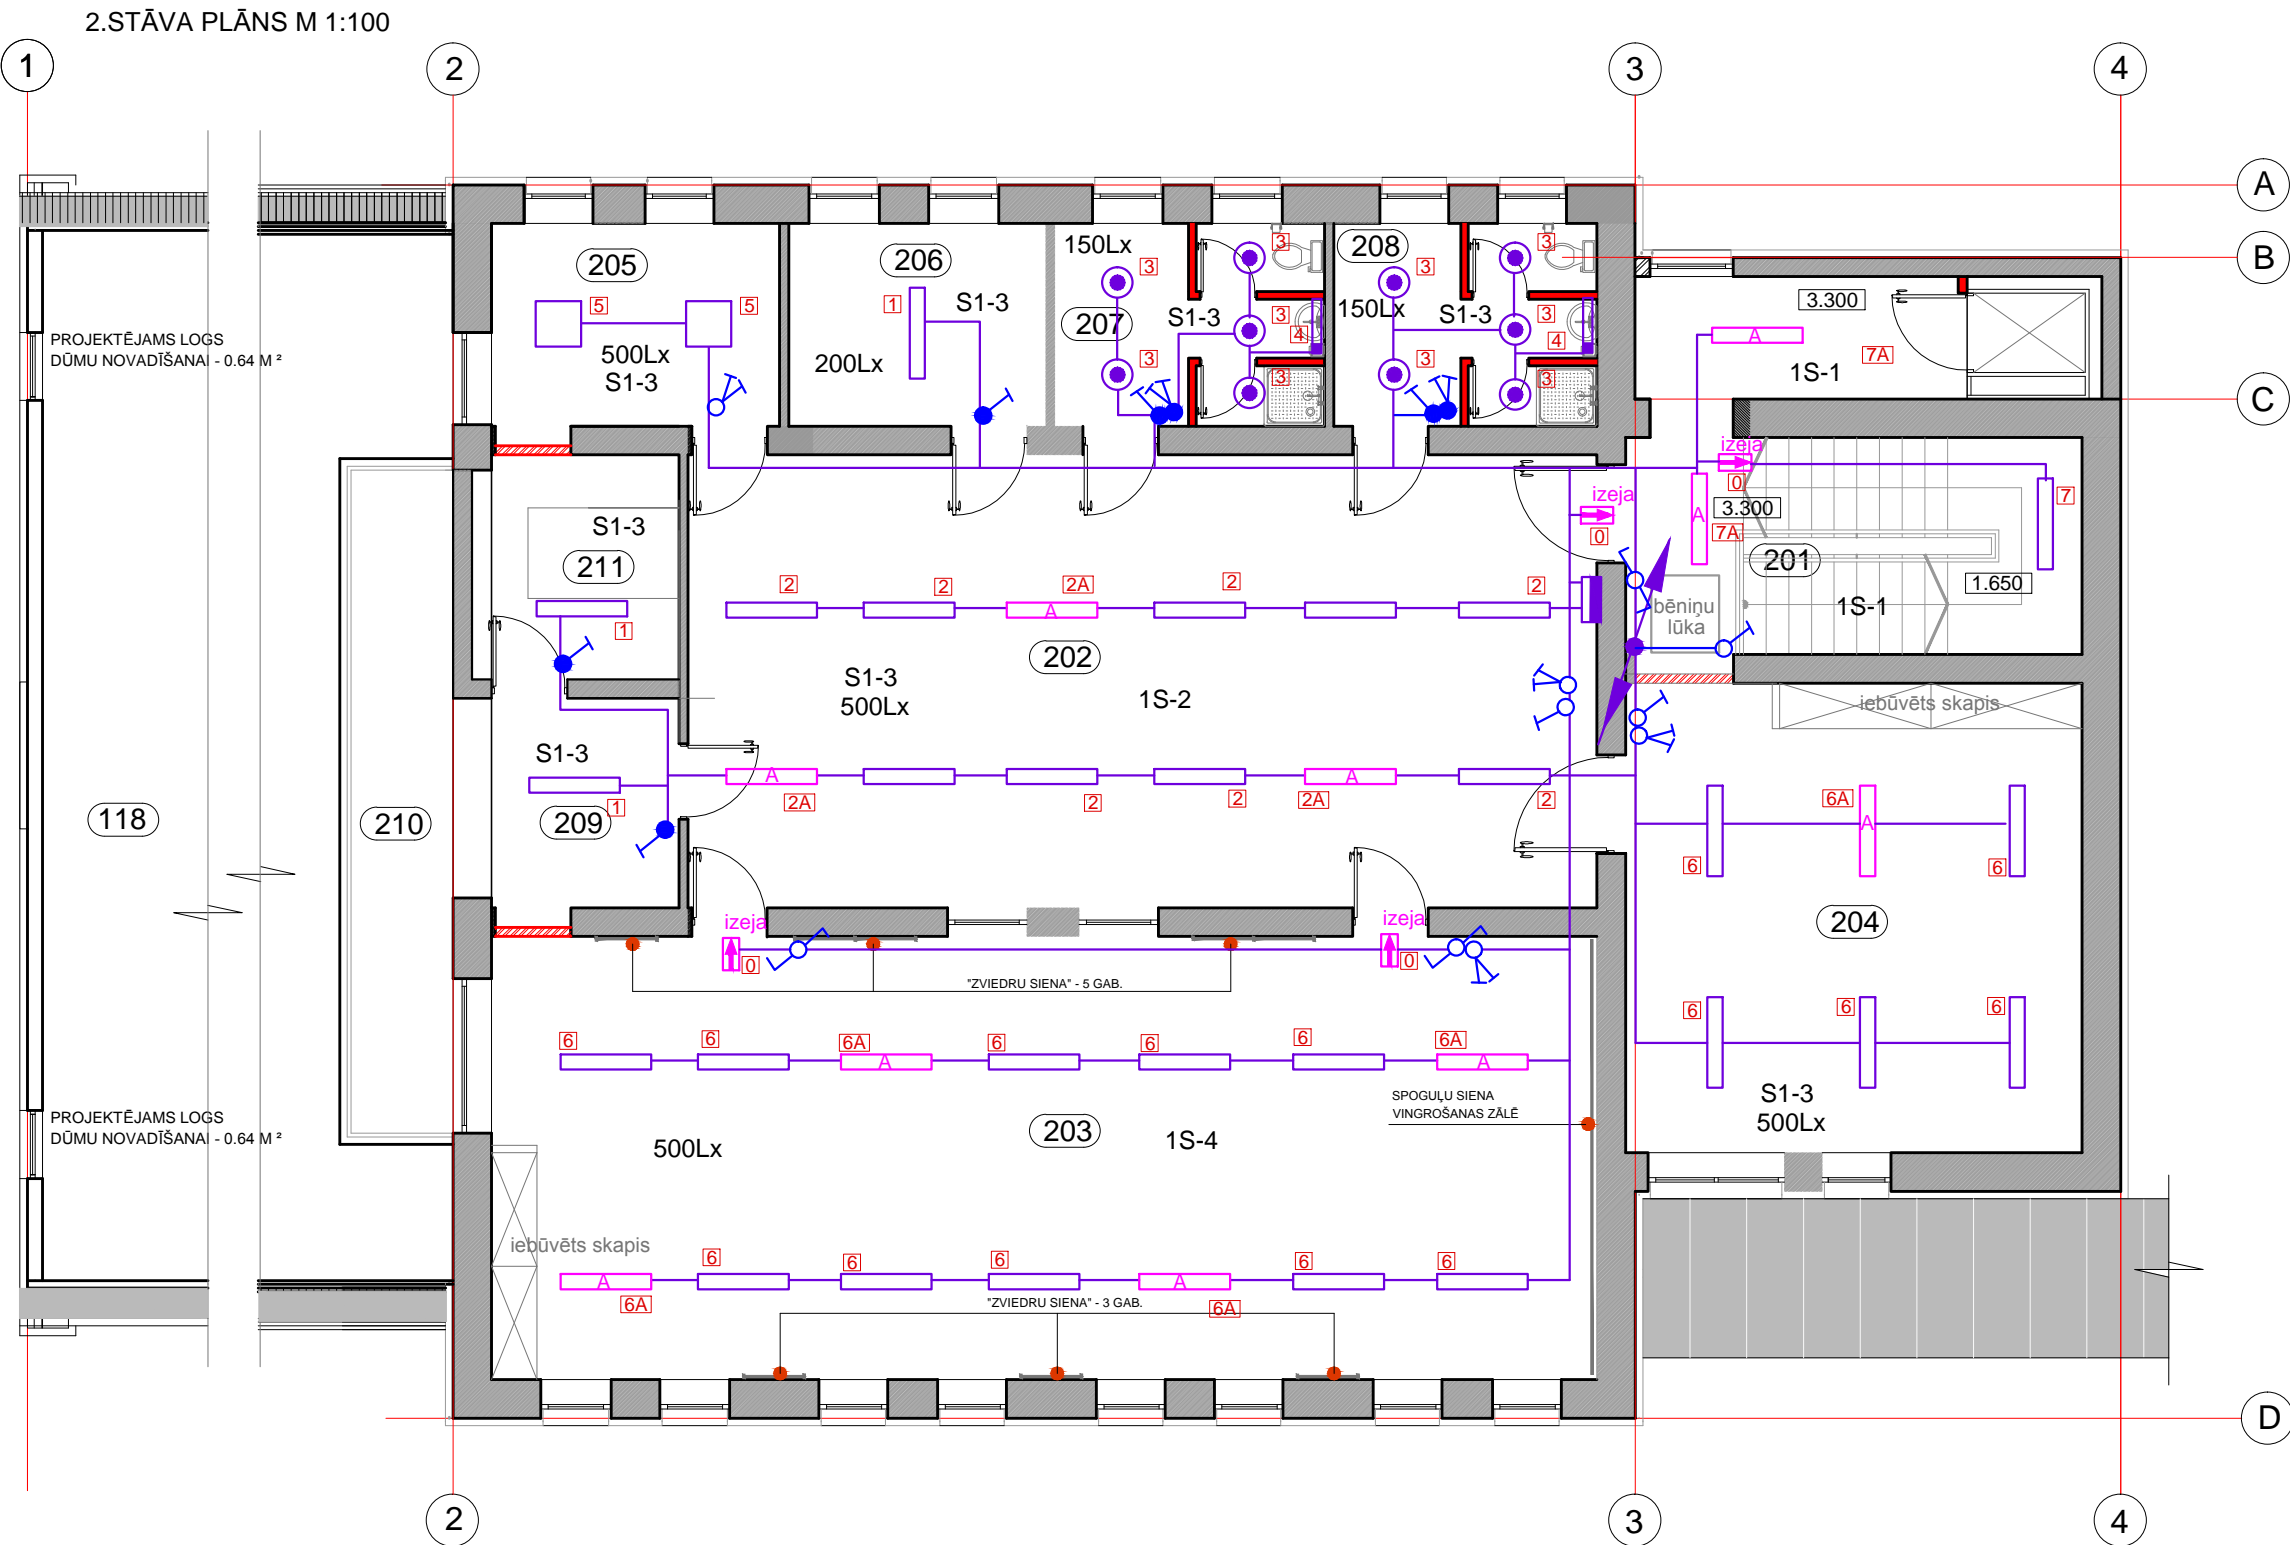 2.STĀVA PLĀNS M 1:100
1
2
3
4
A
B
C
D
PROJEKTĒJAMS LOGS
DŪMU NOVADĪŠANAI - 0.64 M ²
118
210
205
5
5
500Lx
S1-3
206
1
S1-3
200Lx
150Lx
207
3
3
S1-3
3
3
4
3
208
150Lx
3
3
S1-3
3
3
4
3
3.300
A
7A
1S-1
izeja
0
3.300
A
7A
7
201
1.650
1S-1
bēniņu
lūka
izeja
0
S1-3
211
1
S1-3
1
209
2
2
2A
A
2
2
202
S1-3
500Lx
1S-2
A
2A
2
2
A
2A
2
iebūvēts skapis
6A
A
6
6
204
6
6
6
S1-3
500Lx
izeja
0
izeja
0
"ZVIEDRU SIENA" - 5 GAB.
6
6
6A
A
6
6
6
6A
A
SPOGUĻU SIENA
VINGROŠANAS ZĀLĒ
203
500Lx
1S-4
PROJEKTĒJAMS LOGS
DŪMU NOVADĪŠANAI - 0.64 M ²
iebūvēts skapis
A
6A
6
6
6
A
6A
6
6
"ZVIEDRU SIENA" - 3 GAB.
2
3
4